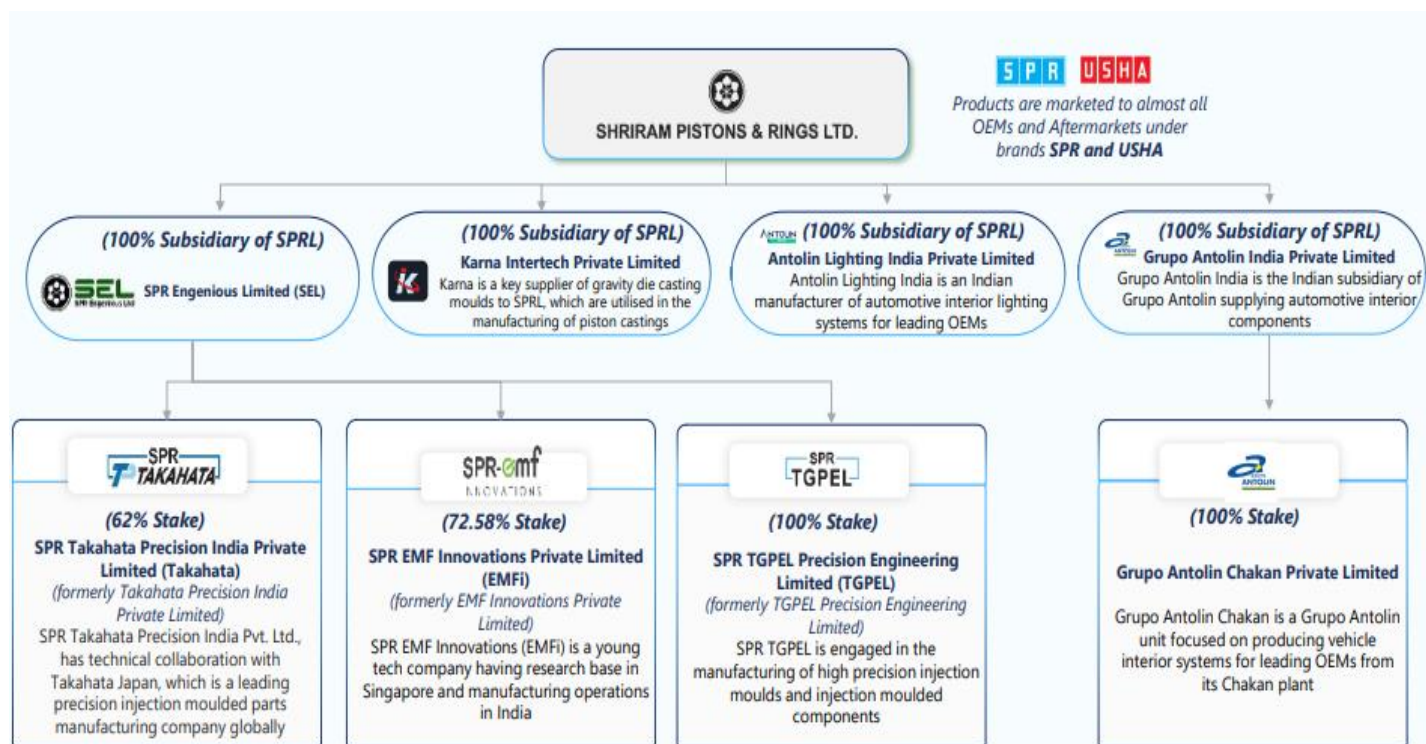 SHRIRAM PISTONS & RINGS LTD.
SPR USHA
Products are marketed to almost all
OEMs and Aftermarkets under
brands SPR and USHA
(100% Subsidiary of SPRL)
SEL
SPR Engenious Ltd
SPR Engenious Limited (SEL)
(100% Subsidiary of SPRL)
Karna Intertech Private Limited
Karna is a key supplier of gravity die casting
moulds to SPRL, which are utilised in the
manufacturing of piston castings
ANTOLIN
(100% Subsidiary of SPRL)
Antolin Lighting India Private Limited
Antolin Lighting India is an Indian
manufacturer of automotive interior lighting
systems for leading OEMs
ANTOLIN
(100% Subsidiary of SPRL)
Grupo Antolin India Private Limited
Grupo Antolin India is the Indian subsidiary of
Grupo Antolin supplying automotive interior
components
SPR
TAKAHATA
(62% Stake)
SPR Takahata Precision India Private
Limited (Takahata)
(formerly Takahata Precision India
Private Limited)
SPR Takahata Precision India Pvt. Ltd.,
has technical collaboration with
Takahata Japan, which is a leading
precision injection moulded parts
manufacturing company globally
SPR-emf
INNOVATIONS
(72.58% Stake)
SPR EMF Innovations Private Limited
(EMFi)
(formerly EMF Innovations Private
Limited)
SPR EMF Innovations (EMFi) is a young
tech company having research base in
Singapore and manufacturing operations
in India
SPR
TGPEL
(100% Stake)
SPR TGPEL Precision Engineering
Limited (TGPEL)
(formerly TGPEL Precision Engineering
Limited)
SPR TGPEL is engaged in the
manufacturing of high precision injection
moulds and injection moulded
components
ANTOLIN
(100% Stake)
Grupo Antolin Chakan Private Limited
Grupo Antolin Chakan is a Grupo Antolin
unit focused on producing vehicle
interior systems for leading OEMs from
its Chakan plant